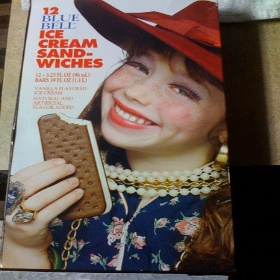 12
BLUE
BELL
ICE
CREAM
SAND-
WICHES
12 - 3.25 FL OZ (96 mL)
BARS 39 FL OZ (1.1 L)
VANILLA FLAVORED
ICE CREAM
NATURAL AND
ARTIFICIAL
FLAVOR ADDED